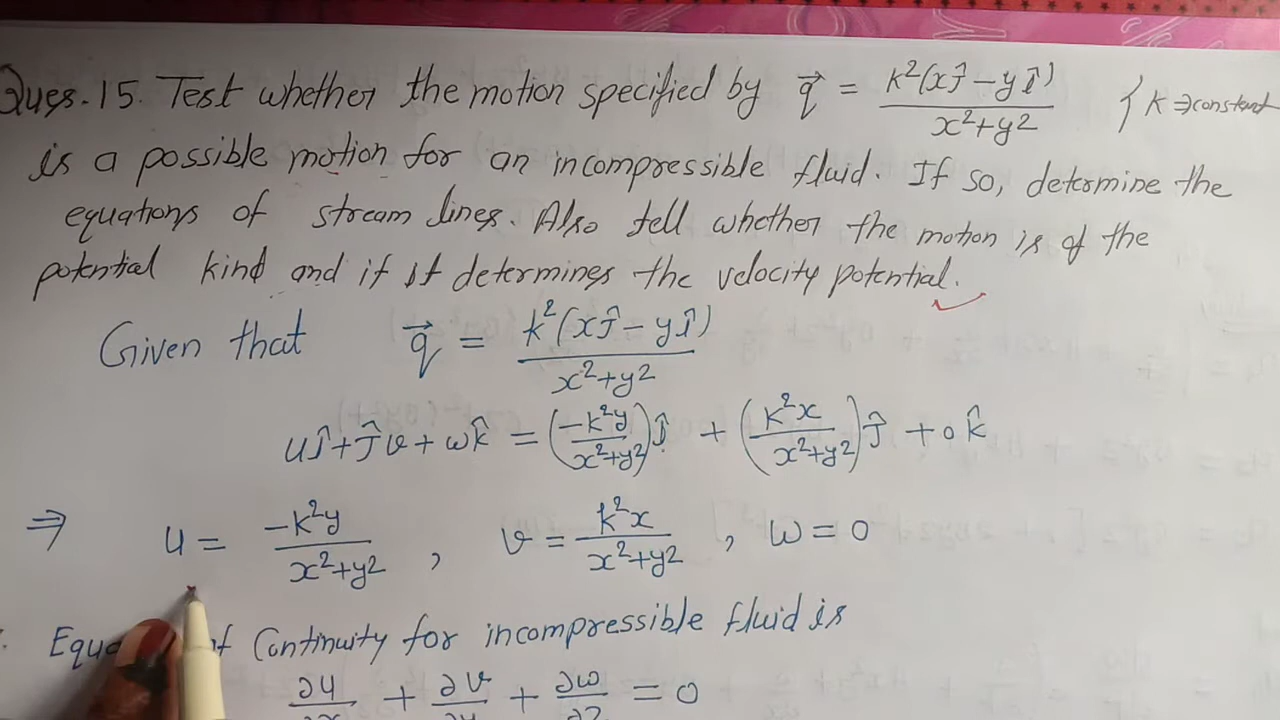 Ques. 15. Test whether the motion specified by q⃗ = k²(xĵ - yî) / x²+y² { k ⇒ constant
is a possible motion for an incompressible fluid. If so, determine the
equations of stream lines. Also tell whether the motion is of the
potential kind and if it determines the velocity potential.
Given that q⃗ = k²(xĵ - yî) / x²+y²
uî + ĵv + ωk̂ = (-k²y / x²+y²) î + (k²x / x²+y²) ĵ + 0k̂
⇒ u = -k²y / x²+y² , v = k²x / x²+y² , ω = 0
of Continuity for incompressible fluid is
∂u/∂x + ∂v/∂y + ∂ω/∂z = 0